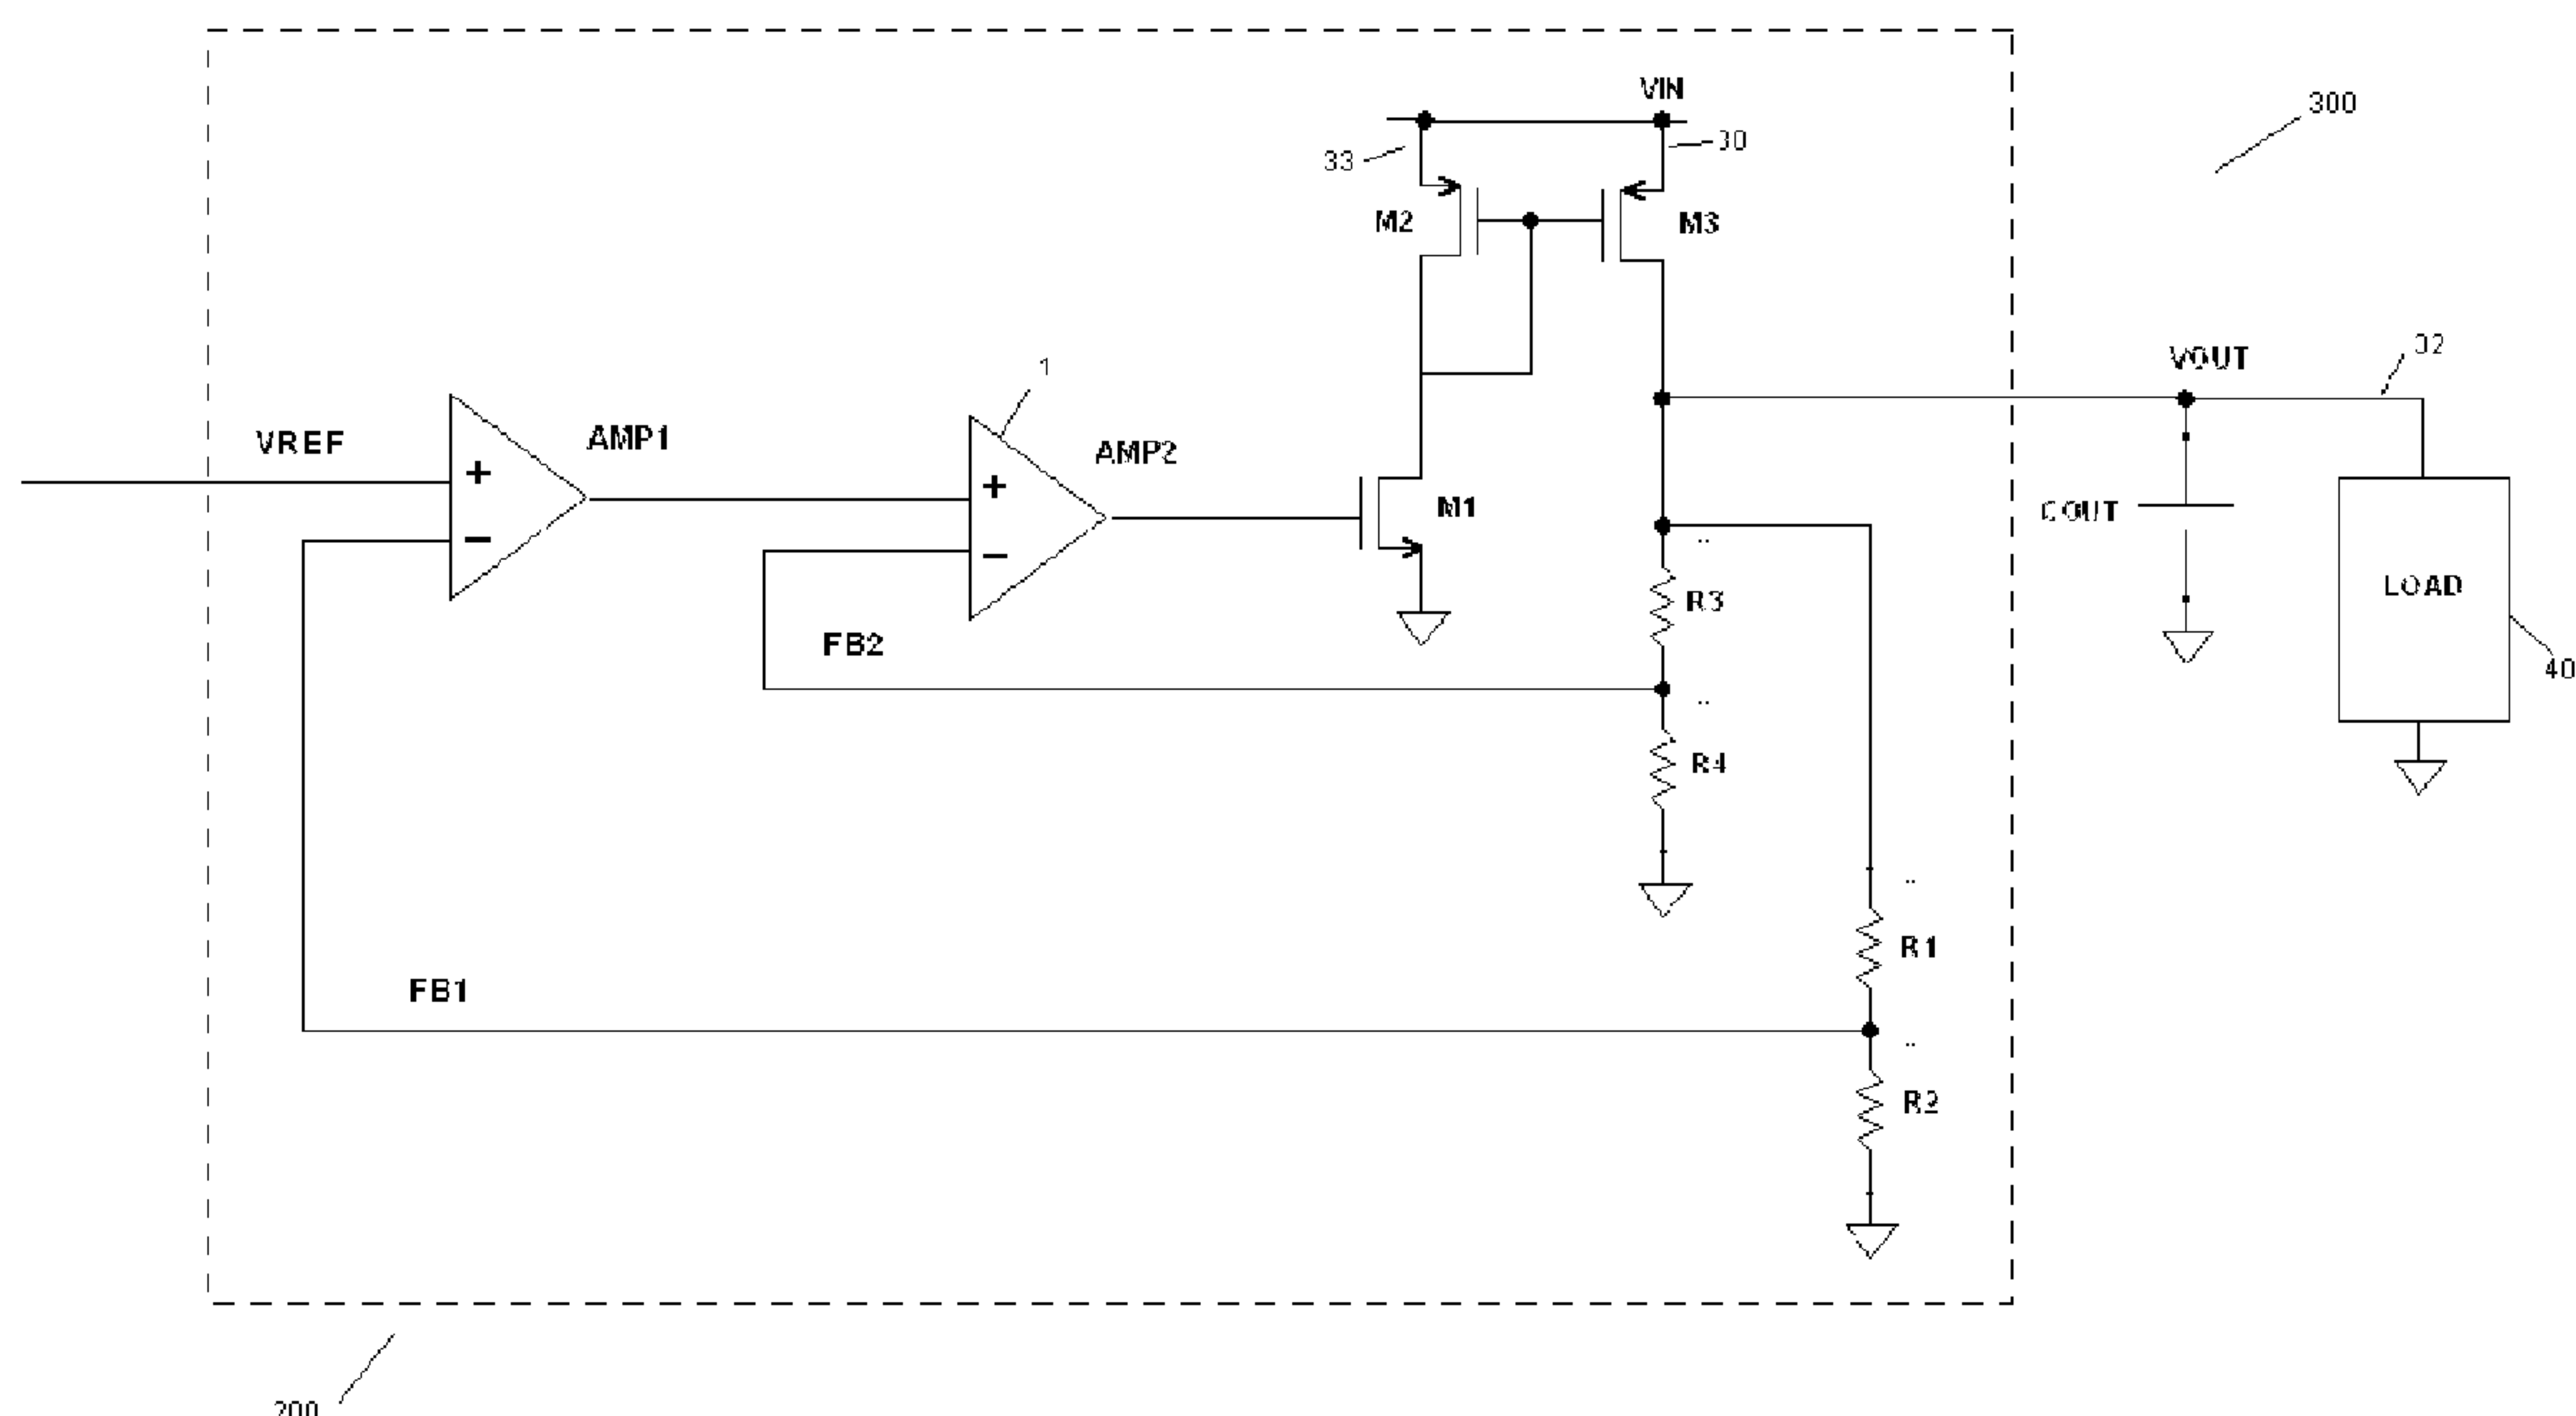 VIN
300
33
30
M2
M3
VOUT
32
1
VREF
AMP1
AMP2
+
+
M1
COUT
−
−
LOAD
R3
FB2
40
R4
R1
FB1
R2
200